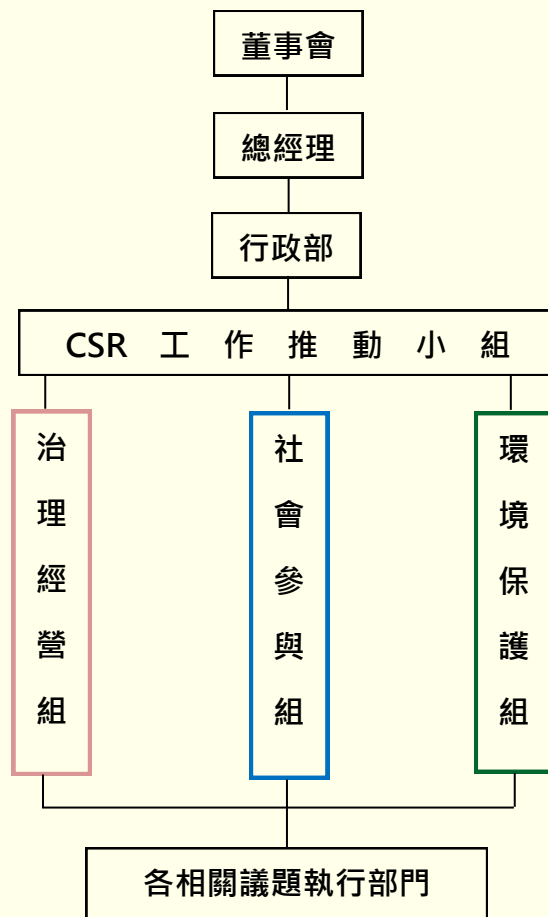 董事會
總經理
行政部
CSR 工作推動小組
治理經營組
社會參與組
環境保護組
各相關議題執行部門